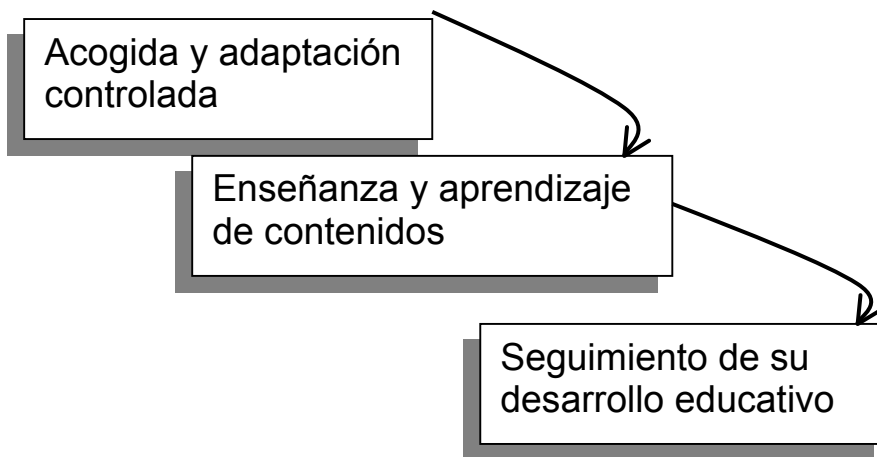 Acogida y adaptación
controlada
Enseñanza y aprendizaje
de contenidos
Seguimiento de su
desarrollo educativo